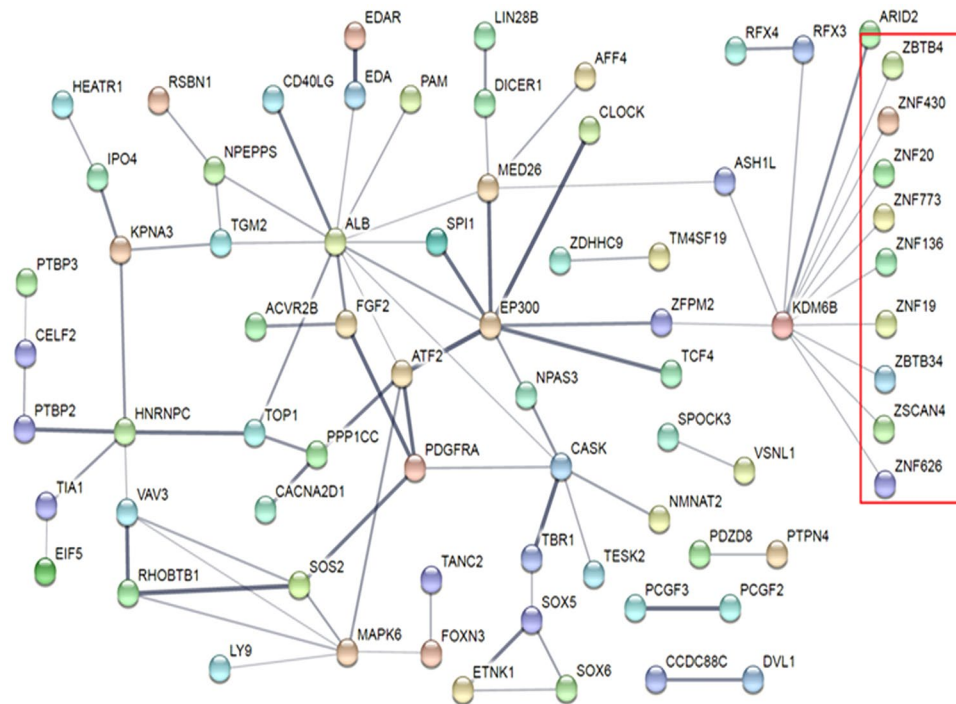 EDAR
LIN28B
RFX4
RFX3
ARID2
ZBTB4
HEATR1
RSBN1
CD40LG
EDA
PAM
DICER1
AFF4
ZNF430
IPO4
NPEPPS
CLOCK
ZNF20
ASH1L
MED26
KPNA3
TGM2
ALB
SPI1
ZDHHC9
TM4SF19
ZNF773
ZNF136
PTBP3
ACVR2B
FGF2
EP300
ZFPM2
KDM6B
ZNF19
CELF2
ATF2
TCF4
ZBTB34
NPAS3
PTBP2
HNRNPC
TOP1
PPP1CC
SPOCK3
ZSCAN4
PDGFRA
CASK
VSNL1
TIA1
CACNA2D1
ZNF626
VAV3
NMNAT2
EIF5
TBR1
PDZD8
PTPN4
RHOBTB1
SOS2
TANC2
TESK2
PCGF3
PCGF2
SOX5
LY9
MAPK6
FOXN3
ETNK1
SOX6
CCDC88C
DVL1